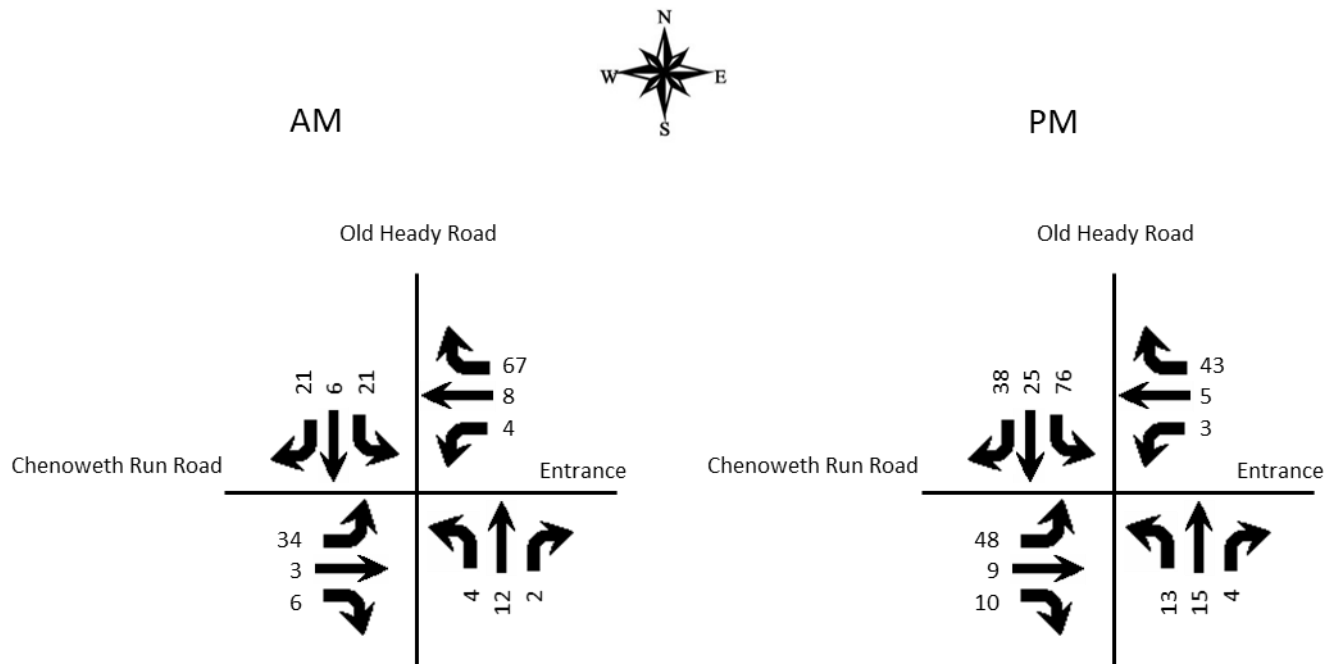 N
W E
S
AM
PM
Old Heady Road
Old Heady Road
21 6 21
67
8
4
38 25 76
43
5
3
Chenoweth Run Road
Entrance
Chenoweth Run Road
Entrance
34
3
6
4 12 2
48
9
10
13 15 4